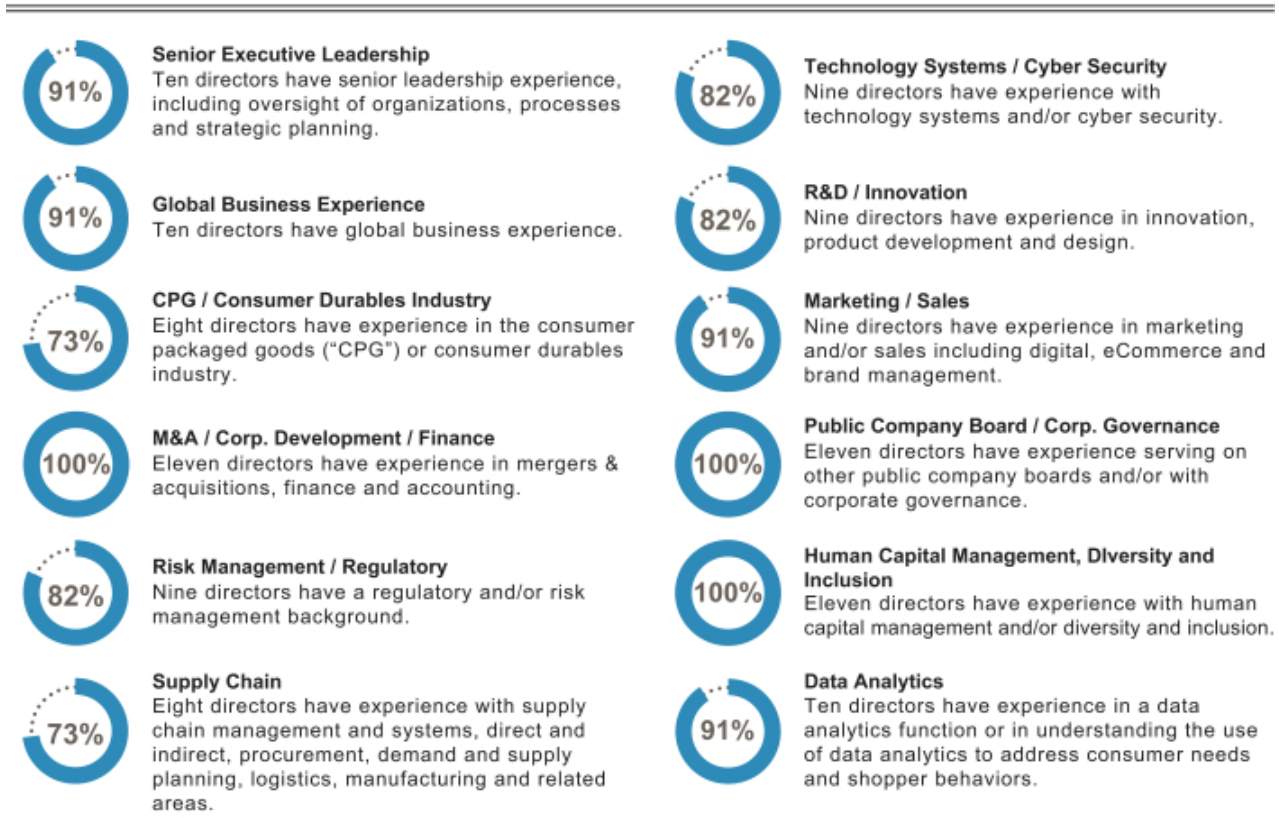 91%
Senior Executive Leadership
Ten directors have senior leadership experience,
including oversight of organizations, processes
and strategic planning.
91%
Global Business Experience
Ten directors have global business experience.
73%
CPG / Consumer Durables Industry
Eight directors have experience in the consumer
packaged goods (“CPG”) or consumer durables
industry.
100%
M&A / Corp. Development / Finance
Eleven directors have experience in mergers &
acquisitions, finance and accounting.
82%
Risk Management / Regulatory
Nine directors have a regulatory and/or risk
management background.
73%
Supply Chain
Eight directors have experience with supply
chain management and systems, direct and
indirect, procurement, demand and supply
planning, logistics, manufacturing and related
areas.
82%
Technology Systems / Cyber Security
Nine directors have experience with
technology systems and/or cyber security.
82%
R&D / Innovation
Nine directors have experience in innovation,
product development and design.
91%
Marketing / Sales
Nine directors have experience in marketing
and/or sales including digital, eCommerce and
brand management.
100%
Public Company Board / Corp. Governance
Eleven directors have experience serving on
other public company boards and/or with
corporate governance.
100%
Human Capital Management, DIversity and
Inclusion
Eleven directors have experience with human
capital management and/or diversity and inclusion.
91%
Data Analytics
Ten directors have experience in a data
analytics function or in understanding the use
of data analytics to address consumer needs
and shopper behaviors.